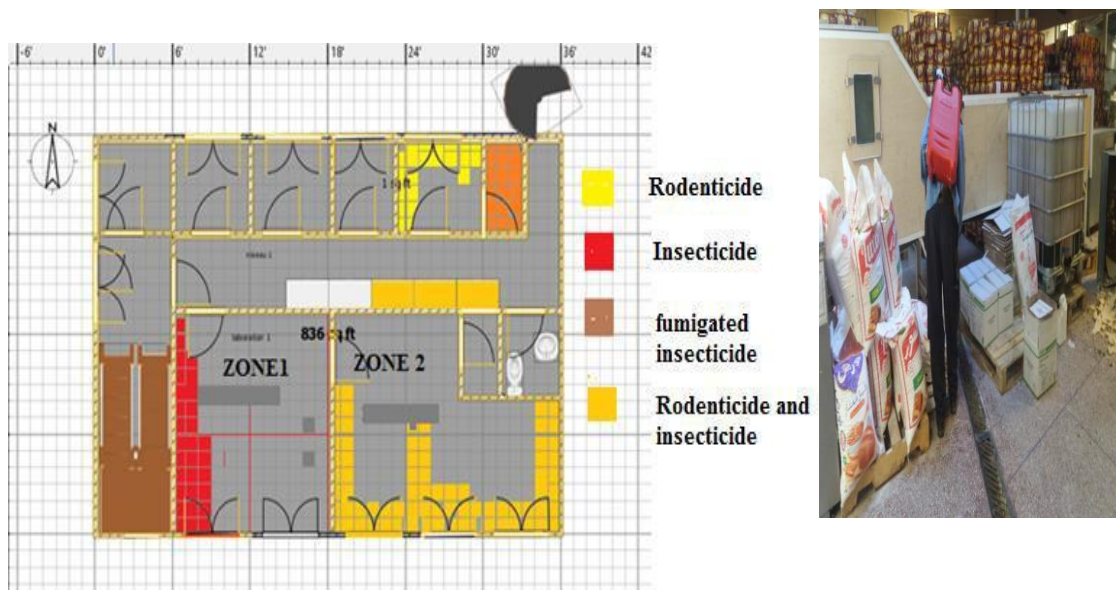 -6'
0'
6'
12'
18'
24'
30'
36'
42
N
1 sq ft
836 sq.ft
ZONE1
ZONE 2
Rodenticide
Insecticide
fumigated
insecticide
Rodenticide and
insecticide